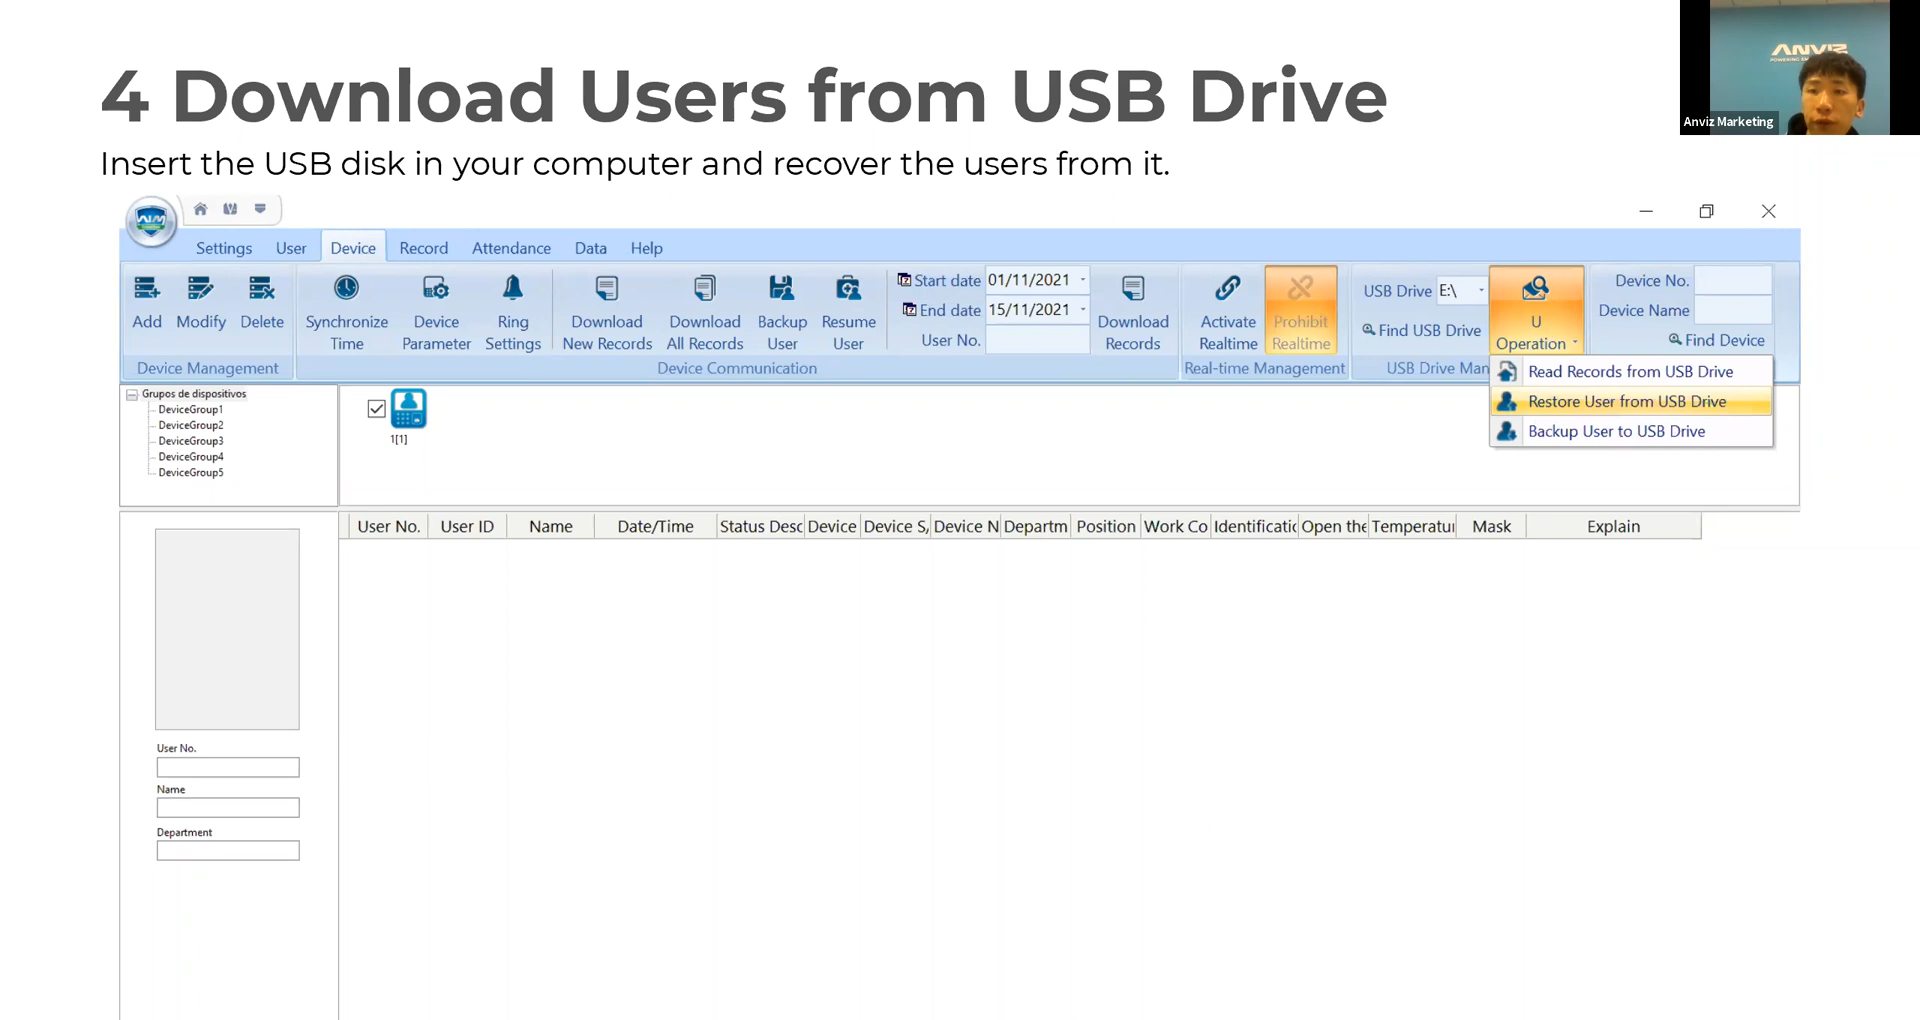 4 Download Users from USB Drive
Insert the USB disk in your computer and recover the users from it.
ANVIZ
Anviz Marketing
Settings User Device Record Attendance Data Help
Add Modify Delete
Device Management
Synchronize Time
Device Parameter
Ring Settings
Download New Records
Download All Records
Backup User
Resume User
Device Communication
Start date 01/11/2021
End date 15/11/2021
User No.
Download Records
Activate Realtime
Prohibit Realtime
Real-time Management
USB Drive E:\
Find USB Drive
U Operation
USB Drive Man
Device No.
Device Name
Find Device
Read Records from USB Drive
Restore User from USB Drive
Backup User to USB Drive
Grupos de dispositivos
DeviceGroup1
DeviceGroup2
DeviceGroup3
DeviceGroup4
DeviceGroup5
1[1]
User No. User ID Name Date/Time Status Desc Device Device S, Device N Departm Position Work Co Identificatic Open the Temperatur Mask Explain
User No.
Name
Department